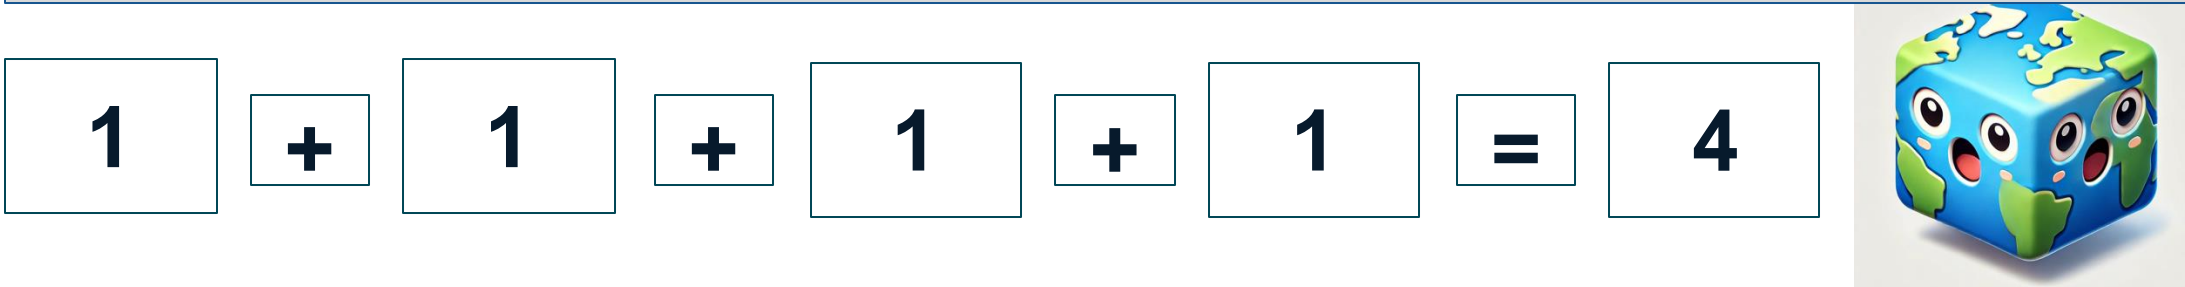 1 + 1 + 1 + 1 = 4